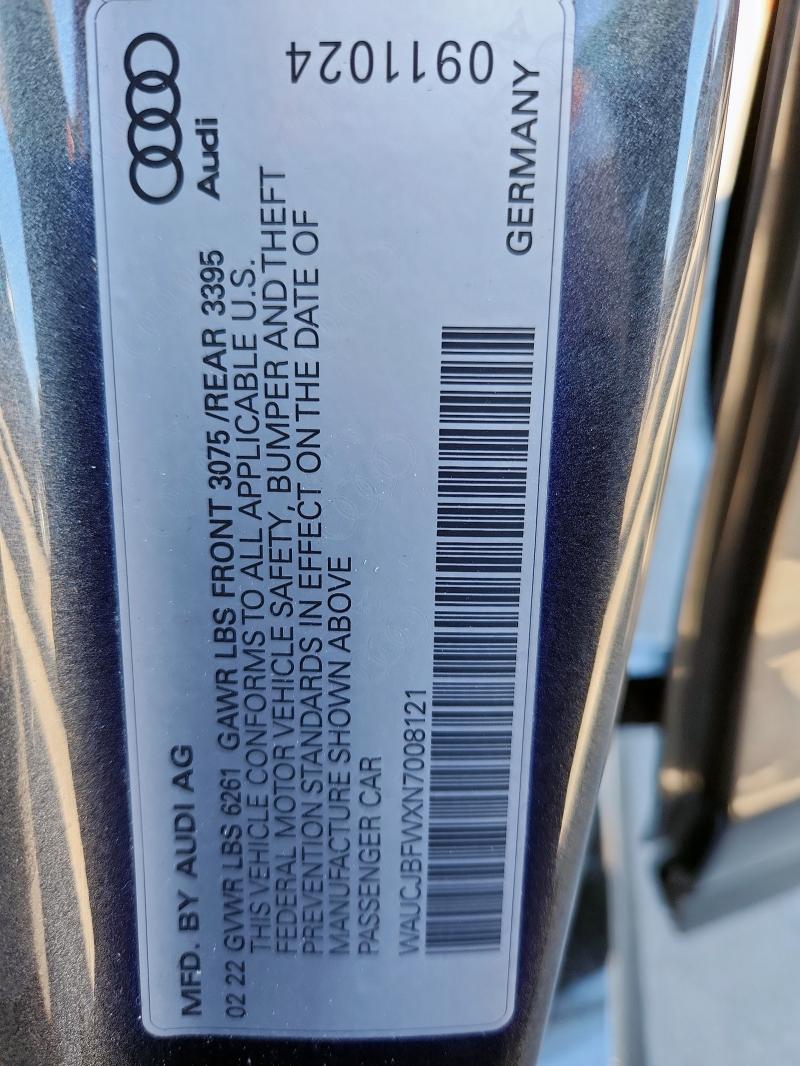 Audi
MFD. BY AUDI AG
02 22 GVWR LBS 6261 GAWR LBS FRONT 3075 /REAR 3395
THIS VEHICLE CONFORMS TO ALL APPLICABLE U.S.
FEDERAL MOTOR VEHICLE SAFETY, BUMPER AND THEFT
PREVENTION STANDARDS IN EFFECT ON THE DATE OF
MANUFACTURE SHOWN ABOVE
PASSENGER CAR
WAUCJBFWXN7008121
GERMANY
0911024